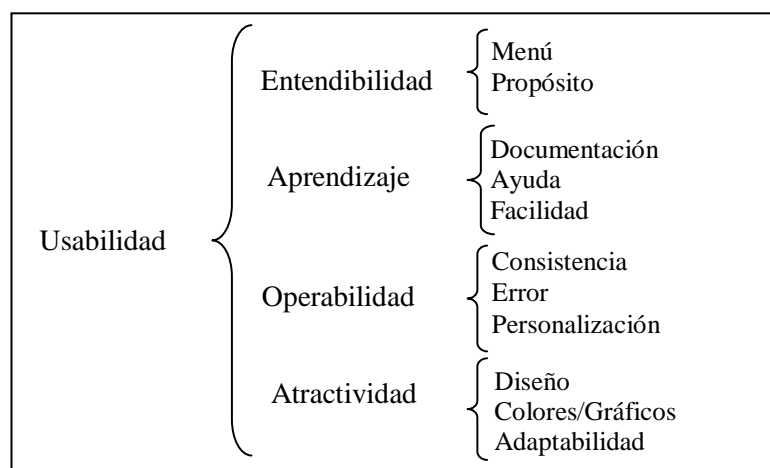 Usabilidad
Entendibilidad
Menú
Propósito
Aprendizaje
Documentación
Ayuda
Facilidad
Operabilidad
Consistencia
Error
Personalización
Atractividad
Diseño
Colores/Gráficos
Adaptabilidad